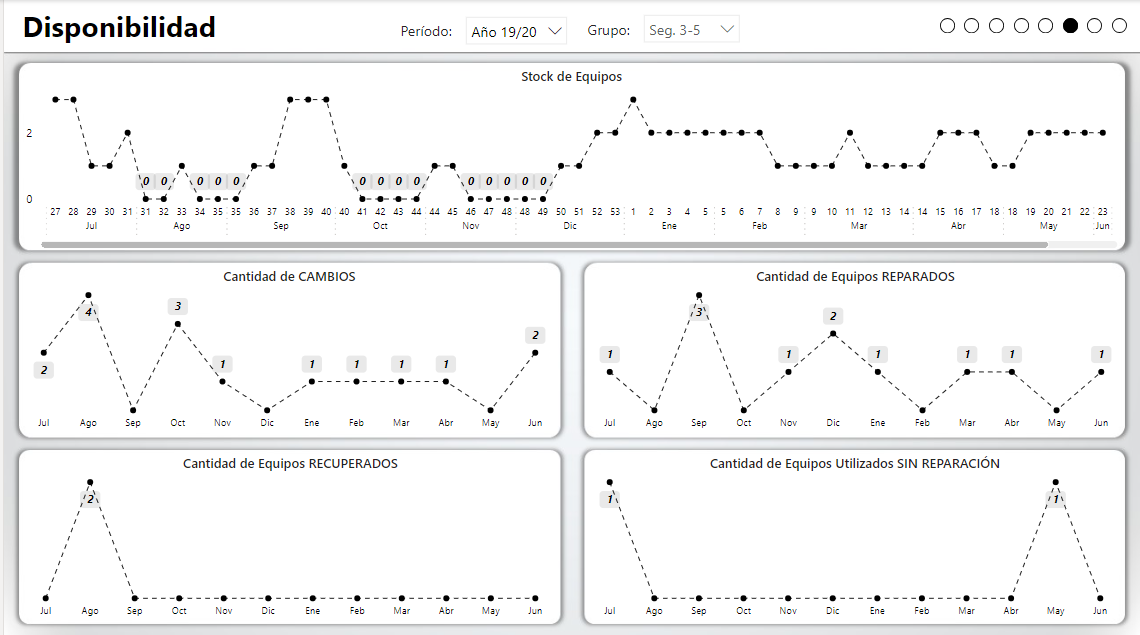 Disponibilidad
Período: Año 19/20 Grupo: Seg. 3-5
Stock de Equipos
2
0 0 0 0 0 0 0 0 0 0 0 0 0 0
0
27 28 29 30 31 31 32 33 34 35 35 36 37 38 39 40 40 41 42 43 44 44 45 46 47 48 48 49 50 51 52 53 1 2 3 4 5 5 6 7 8 9 9 10 11 12 13 14 14 15 16 17 18 18 19 20 21 22 23
Jul Ago Sep Oct Nov Dic Ene Feb Mar Abr May Jun
Cantidad de CAMBIOS
2 4 3 1 1 1 1 1 2
Jul Ago Sep Oct Nov Dic Ene Feb Mar Abr May Jun
Cantidad de Equipos REPARADOS
1 3 1 2 1 1 1 1
Jul Ago Sep Oct Nov Dic Ene Feb Mar Abr May Jun
Cantidad de Equipos RECUPERADOS
2
Jul Ago Sep Oct Nov Dic Ene Feb Mar Abr May Jun
Cantidad de Equipos Utilizados SIN REPARACIÓN
1 1
Jul Ago Sep Oct Nov Dic Ene Feb Mar Abr May Jun